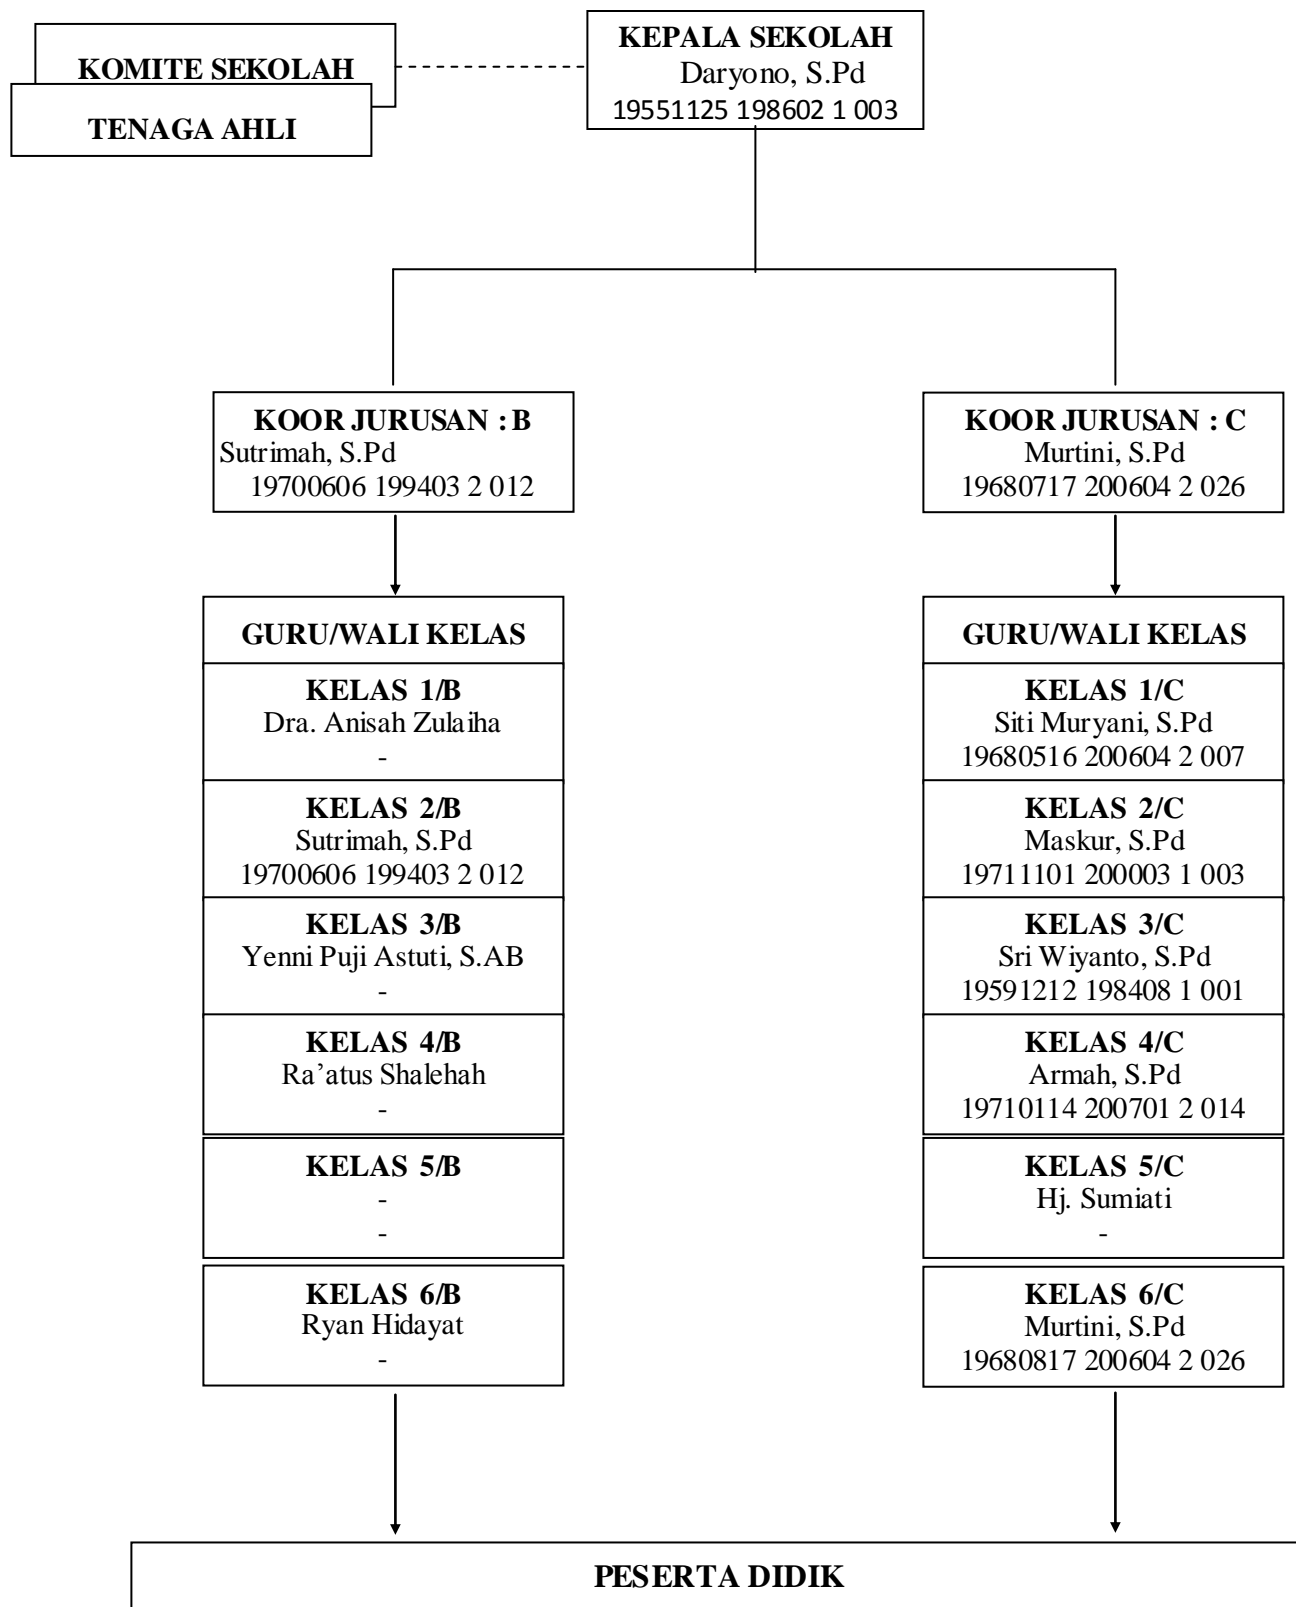 KEPALA SEKOLAH
Daryono, S.Pd
19551125 198602 1 003
KOMITE SEKOLAH
TENAGA AHLI
KOOR JURUSAN : B
Sutrimah, S.Pd
19700606 199403 2 012
KOOR JURUSAN : C
Murtini, S.Pd
19680717 200604 2 026
GURU/WALI KELAS
KELAS 1/B
Dra. Anisah Zulaiha
-
KELAS 2/B
Sutrimah, S.Pd
19700606 199403 2 012
KELAS 3/B
Yenni Puji Astuti, S.AB
-
KELAS 4/B
Ra’atus Shalehah
-
KELAS 5/B
-
-
KELAS 6/B
Ryan Hidayat
-
GURU/WALI KELAS
KELAS 1/C
Siti Muryani, S.Pd
19680516 200604 2 007
KELAS 2/C
Maskur, S.Pd
19711101 200003 1 003
KELAS 3/C
Sri Wiyanto, S.Pd
19591212 198408 1 001
KELAS 4/C
Armah, S.Pd
19710114 200701 2 014
KELAS 5/C
Hj. Sumiati
-
KELAS 6/C
Murtini, S.Pd
19680817 200604 2 026
PESERTA DIDIK